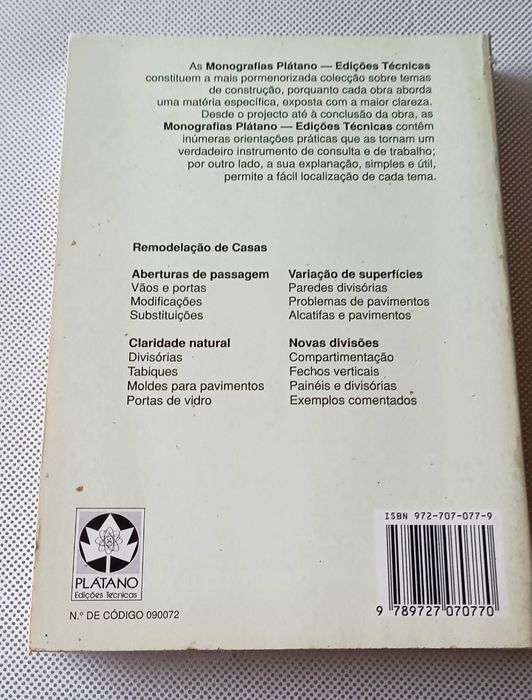 As Monografias Plátano — Edições Técnicas
constituem a mais pormenorizada colecção sobre temas
de construção, porquanto cada obra aborda
uma matéria específica, exposta com a maior clareza.
Desde o projecto até à conclusão da obra, as
Monografias Plátano — Edições Técnicas contêm
inúmeras orientações práticas que as tornam um
verdadeiro instrumento de consulta e de trabalho;
por outro lado, a sua explanação, simples e útil,
permite a fácil localização de cada tema.
Remodelação de Casas
Aberturas de passagem
Vãos e portas
Modificações
Substituições
Variação de superfícies
Paredes divisórias
Problemas de pavimentos
Alcatifas e pavimentos
Claridade natural
Divisórias
Tabiques
Moldes para pavimentos
Portas de vidro
Novas divisões
Compartimentação
Fechos verticais
Painéis e divisórias
Exemplos comentados
PLÁTANO
Edições Técnicas
N.º DE CÓDIGO 090072
ISBN 972-707-077-9
9 789727 070770